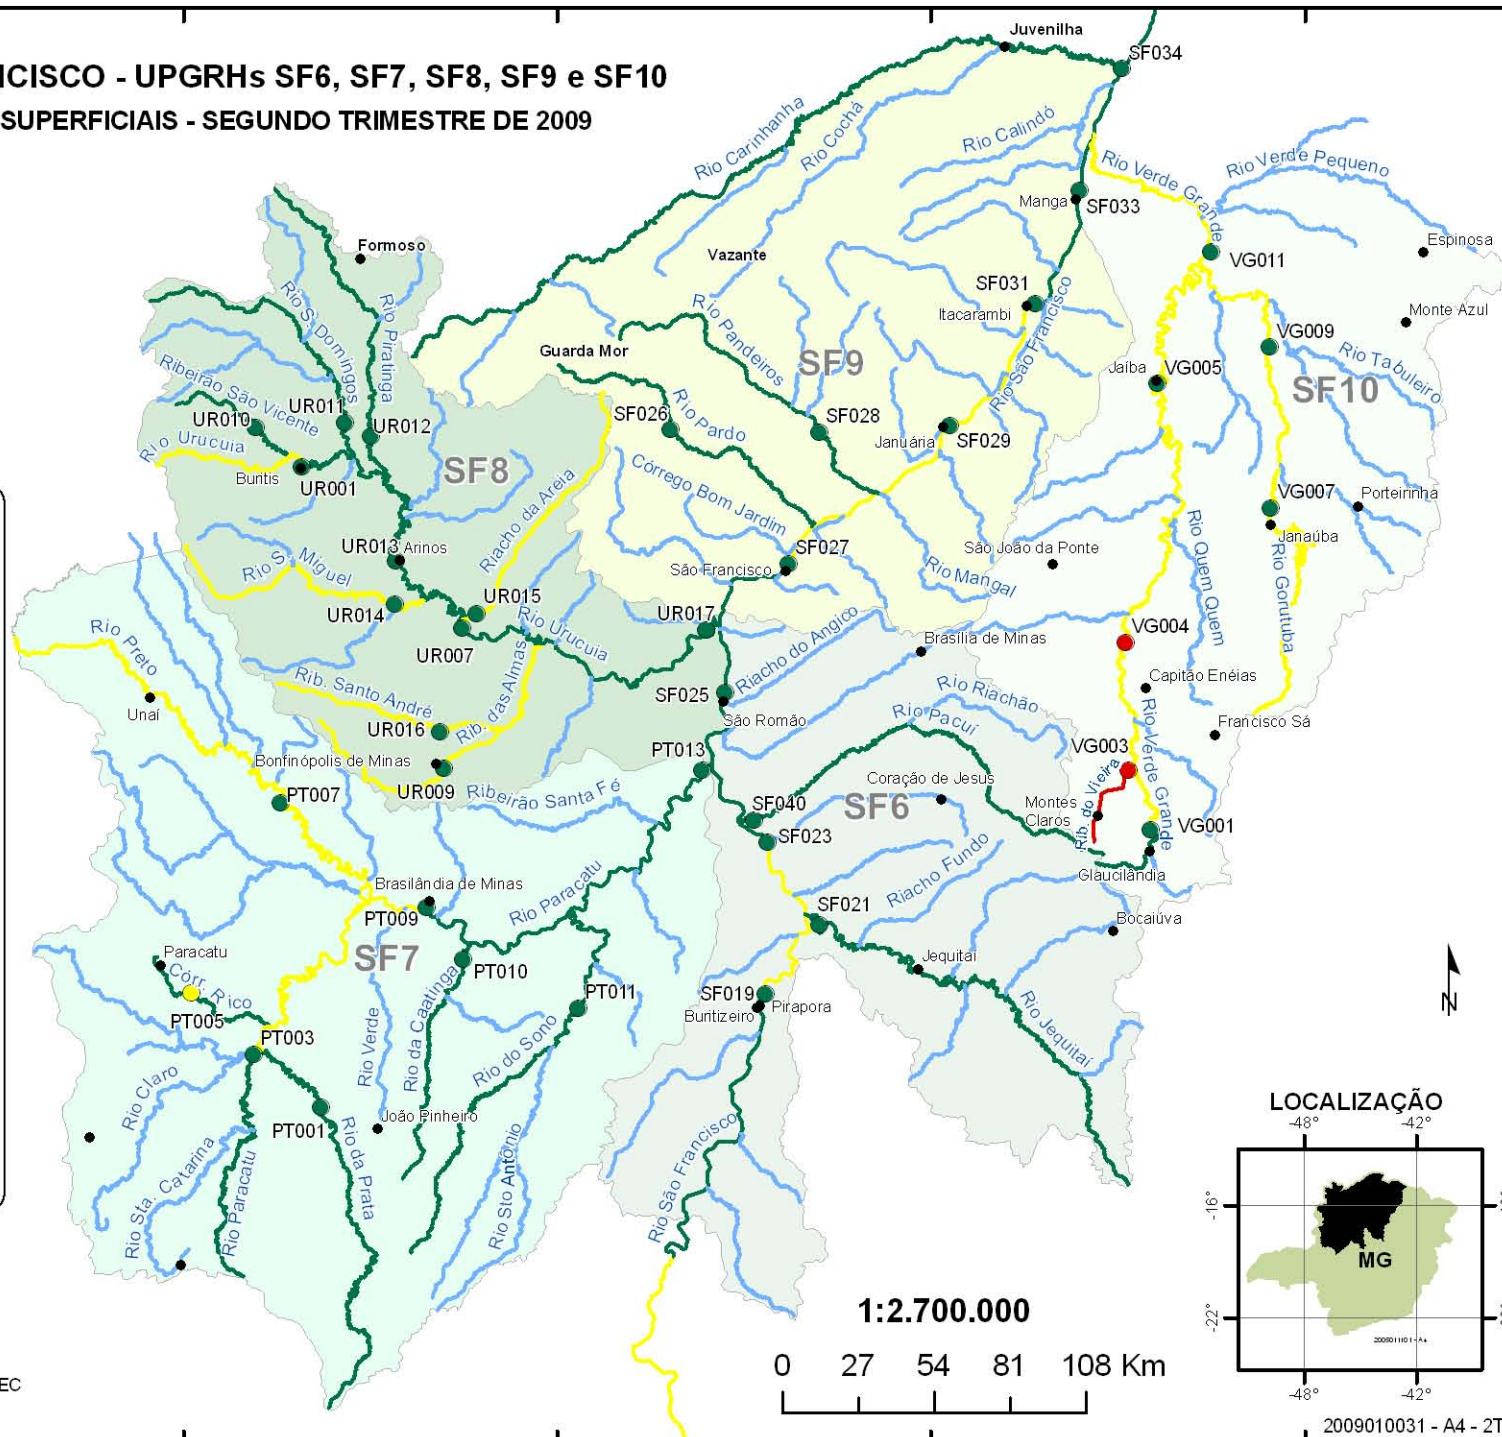 ICISCO - UPGRHs SF6, SF7, SF8, SF9 e SF10
SUPERFICIAIS - SEGUNDO TRIMESTRE DE 2009
Juvenilha
SF034
Rio Carinhanha
Rio Cochá
Rio Calindó
Rio Verde Grande
Rio Verde Pequeno
Manga
SF033
Espinosa
Formoso
Vazante
VG011
SF031
Itacarambi
Rio São Francisco
Monte Azul
Rio S. Domingos
Rio Piratinga
Rio Pandeiros
VG009
Rio Tabuleiro
Guarda Mor
SF9
Jaíba
VG005
SF10
Ribeirão São Vicente
UR010
UR011
UR012
SF026
Rio Pardo
SF028
Januária
SF029
Rio Urucuia
Buritis
UR001
SF8
Riacho da Areia
Córrego Bom Jardim
VG007
Porteirinha
Janaúba
UR013
Arinos
SF027
São Francisco
São João da Ponte
Rio Quem Quem
Rio Gorutuba
Rio S. Miguel
Rio Mangal
UR014
UR015
UR017
Rio Urucuia
Riacho do Angico
VG004
Rio Preto
UR007
Brasília de Minas
Capitão Enéias
Rib. Santo André
Rib. das Almas
SF025
Rio Riachão
Unaí
São Romão
Rio Pacuí
Francisco Sá
UR016
PT013
VG003
Rio Verde Grande
Bonfinópolis de Minas
UR009
Ribeirão Santa Fé
Coração de Jesus
Rib. do Vieira
PT007
SF040
SF6
Montes
Claros
SF023
VG001
Riacho Fundo
Glaucilândia
Brasilândia de Minas
Rio Paracatu
PT009
SF021
Bocaiúva
Paracatu
SF7
Jequitaí
Córr. Rico
PT010
PT005
PT011
SF019
Buritizeiro
Pirapora
N
PT003
Rio Verde
Rio da Caatinga
Rio do Sono
Rio Jequitaí
Rio Claro
PT001
João Pinheiro
Rio da Prata
Rio Sta. Catarina
Rio Paracatu
Rio Sto Antônio
Rio São Francisco
LOCALIZAÇÃO
-48°
-42°
-16°
MG
-22°
-48°
-42°
1:2.700.000
0 27 54 81 108 Km
EC
2009010031 - A4 - 2T